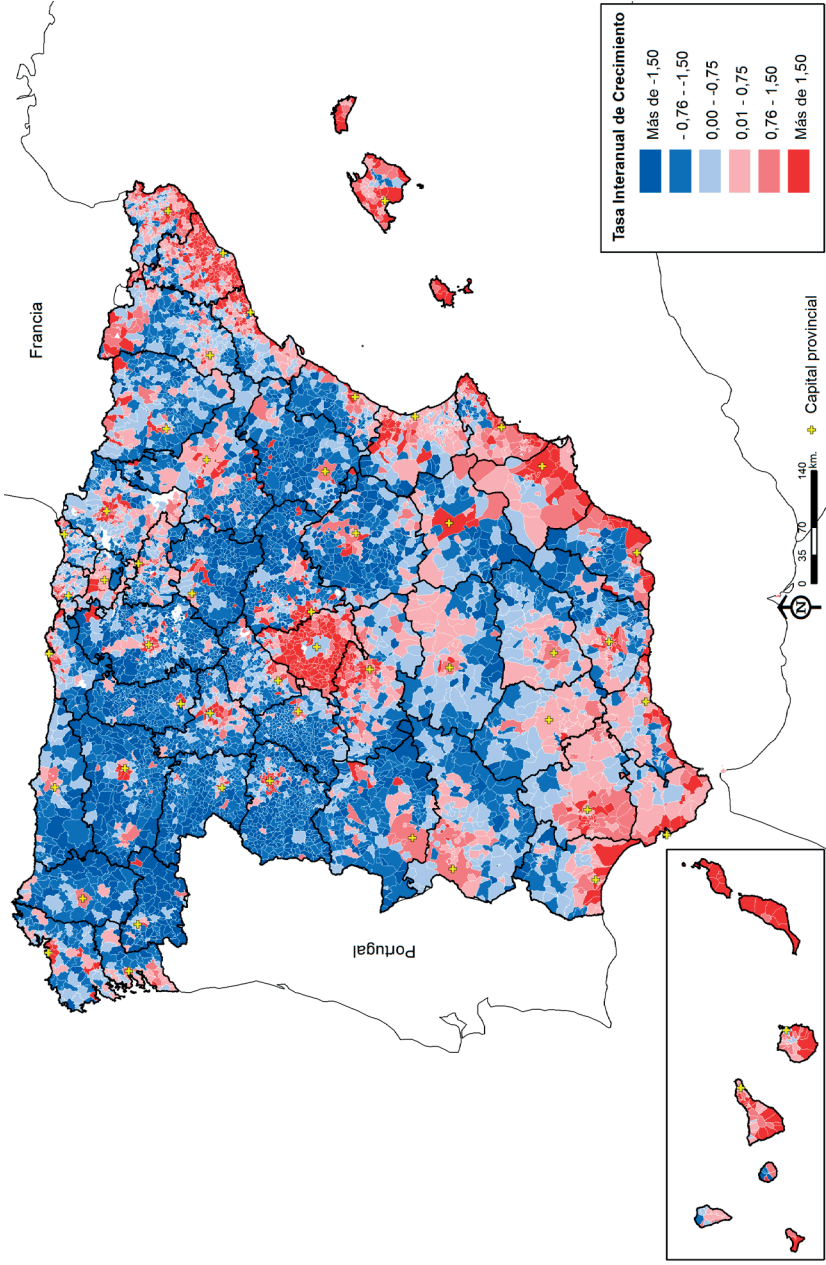 Francia
Portugal
Tasa Interanual de Crecimiento
Más de -1,50
- 0,76 - -1,50
0,00 - -0,75
0,01 - 0,75
0,76 - 1,50
Más de 1,50
N
0 35 70 140
km.
Capital provincial